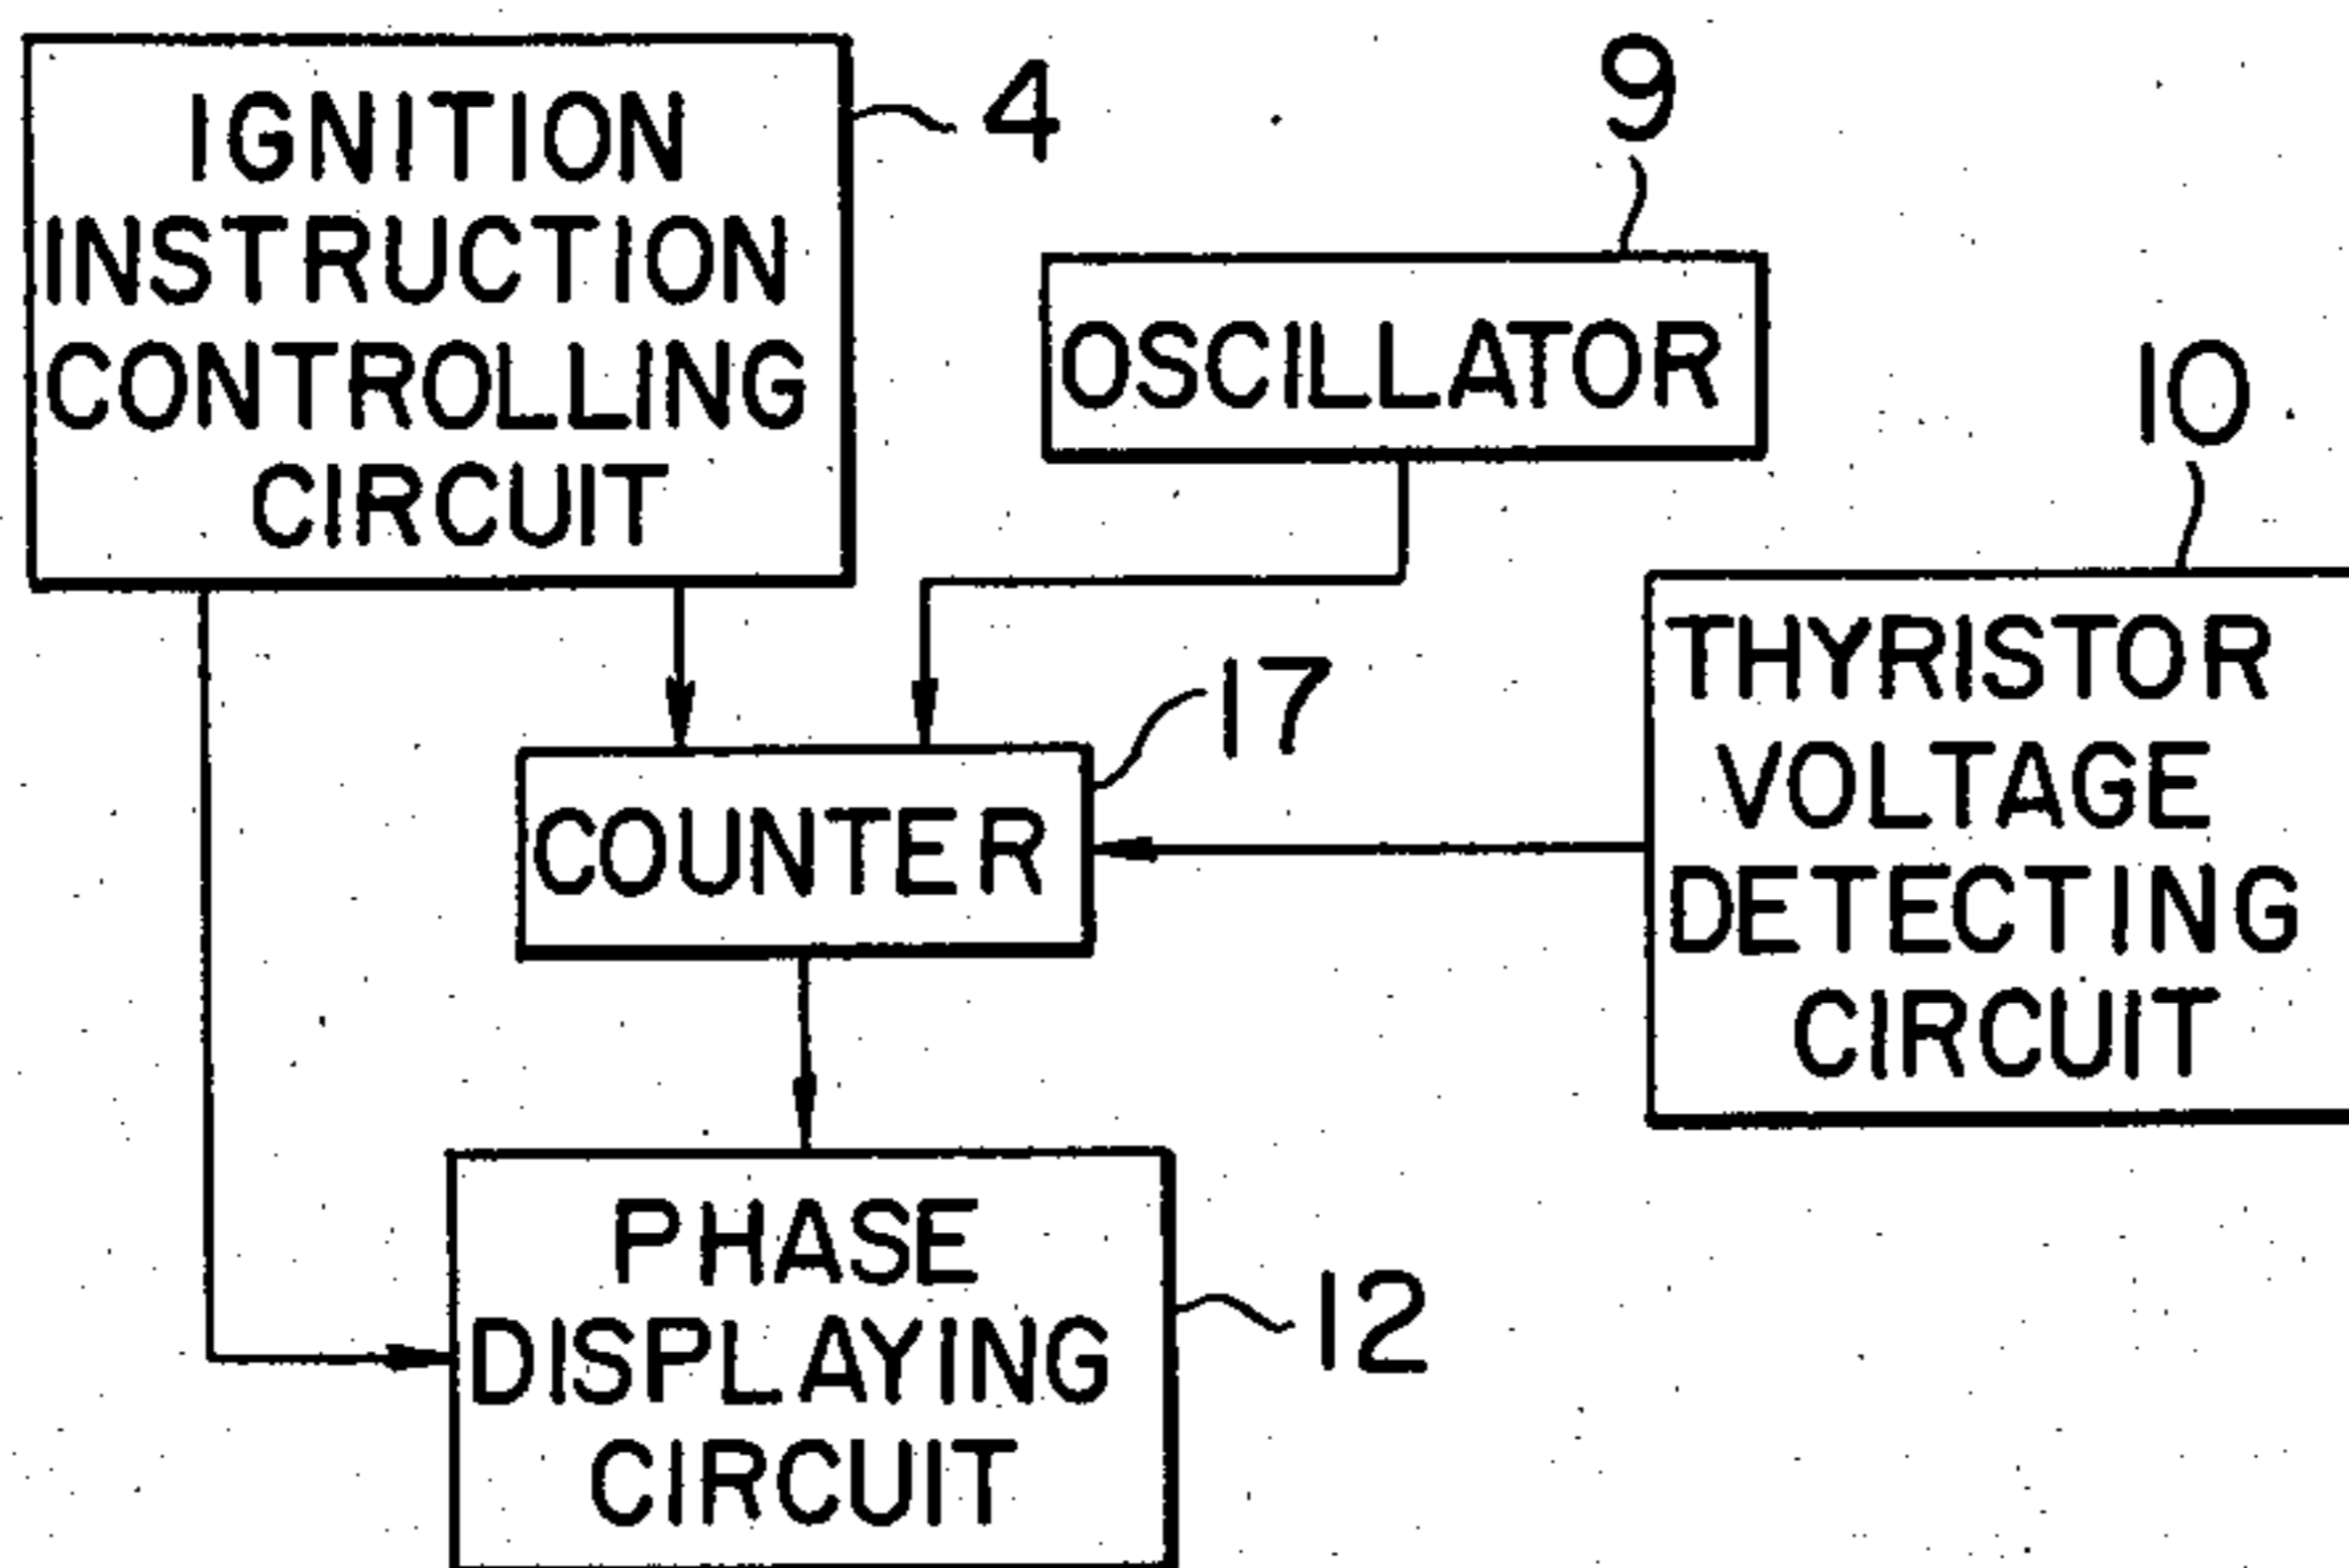 IGNITION
INSTRUCTION
CONTROLLING
CIRCUIT
4
9
OSCILLATOR
10
17
COUNTER
THYRISTOR
VOLTAGE
DETECTING
CIRCUIT
PHASE
DISPLAYING
CIRCUIT
12